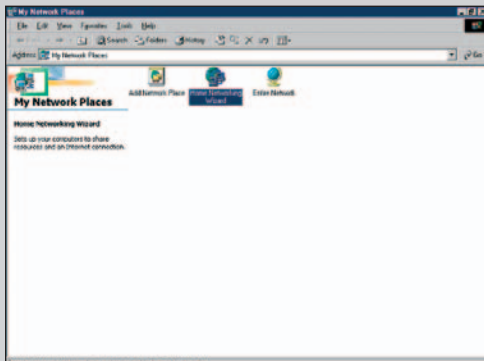 My Network Places
File Edit View Favorites Tools Help
Search Folders History
Address My Network Places Go
My Network Places
Add Network Place Home Networking Wizard Entire Network
Home Networking Wizard
Sets up your computers to share
resources and an Internet connection.